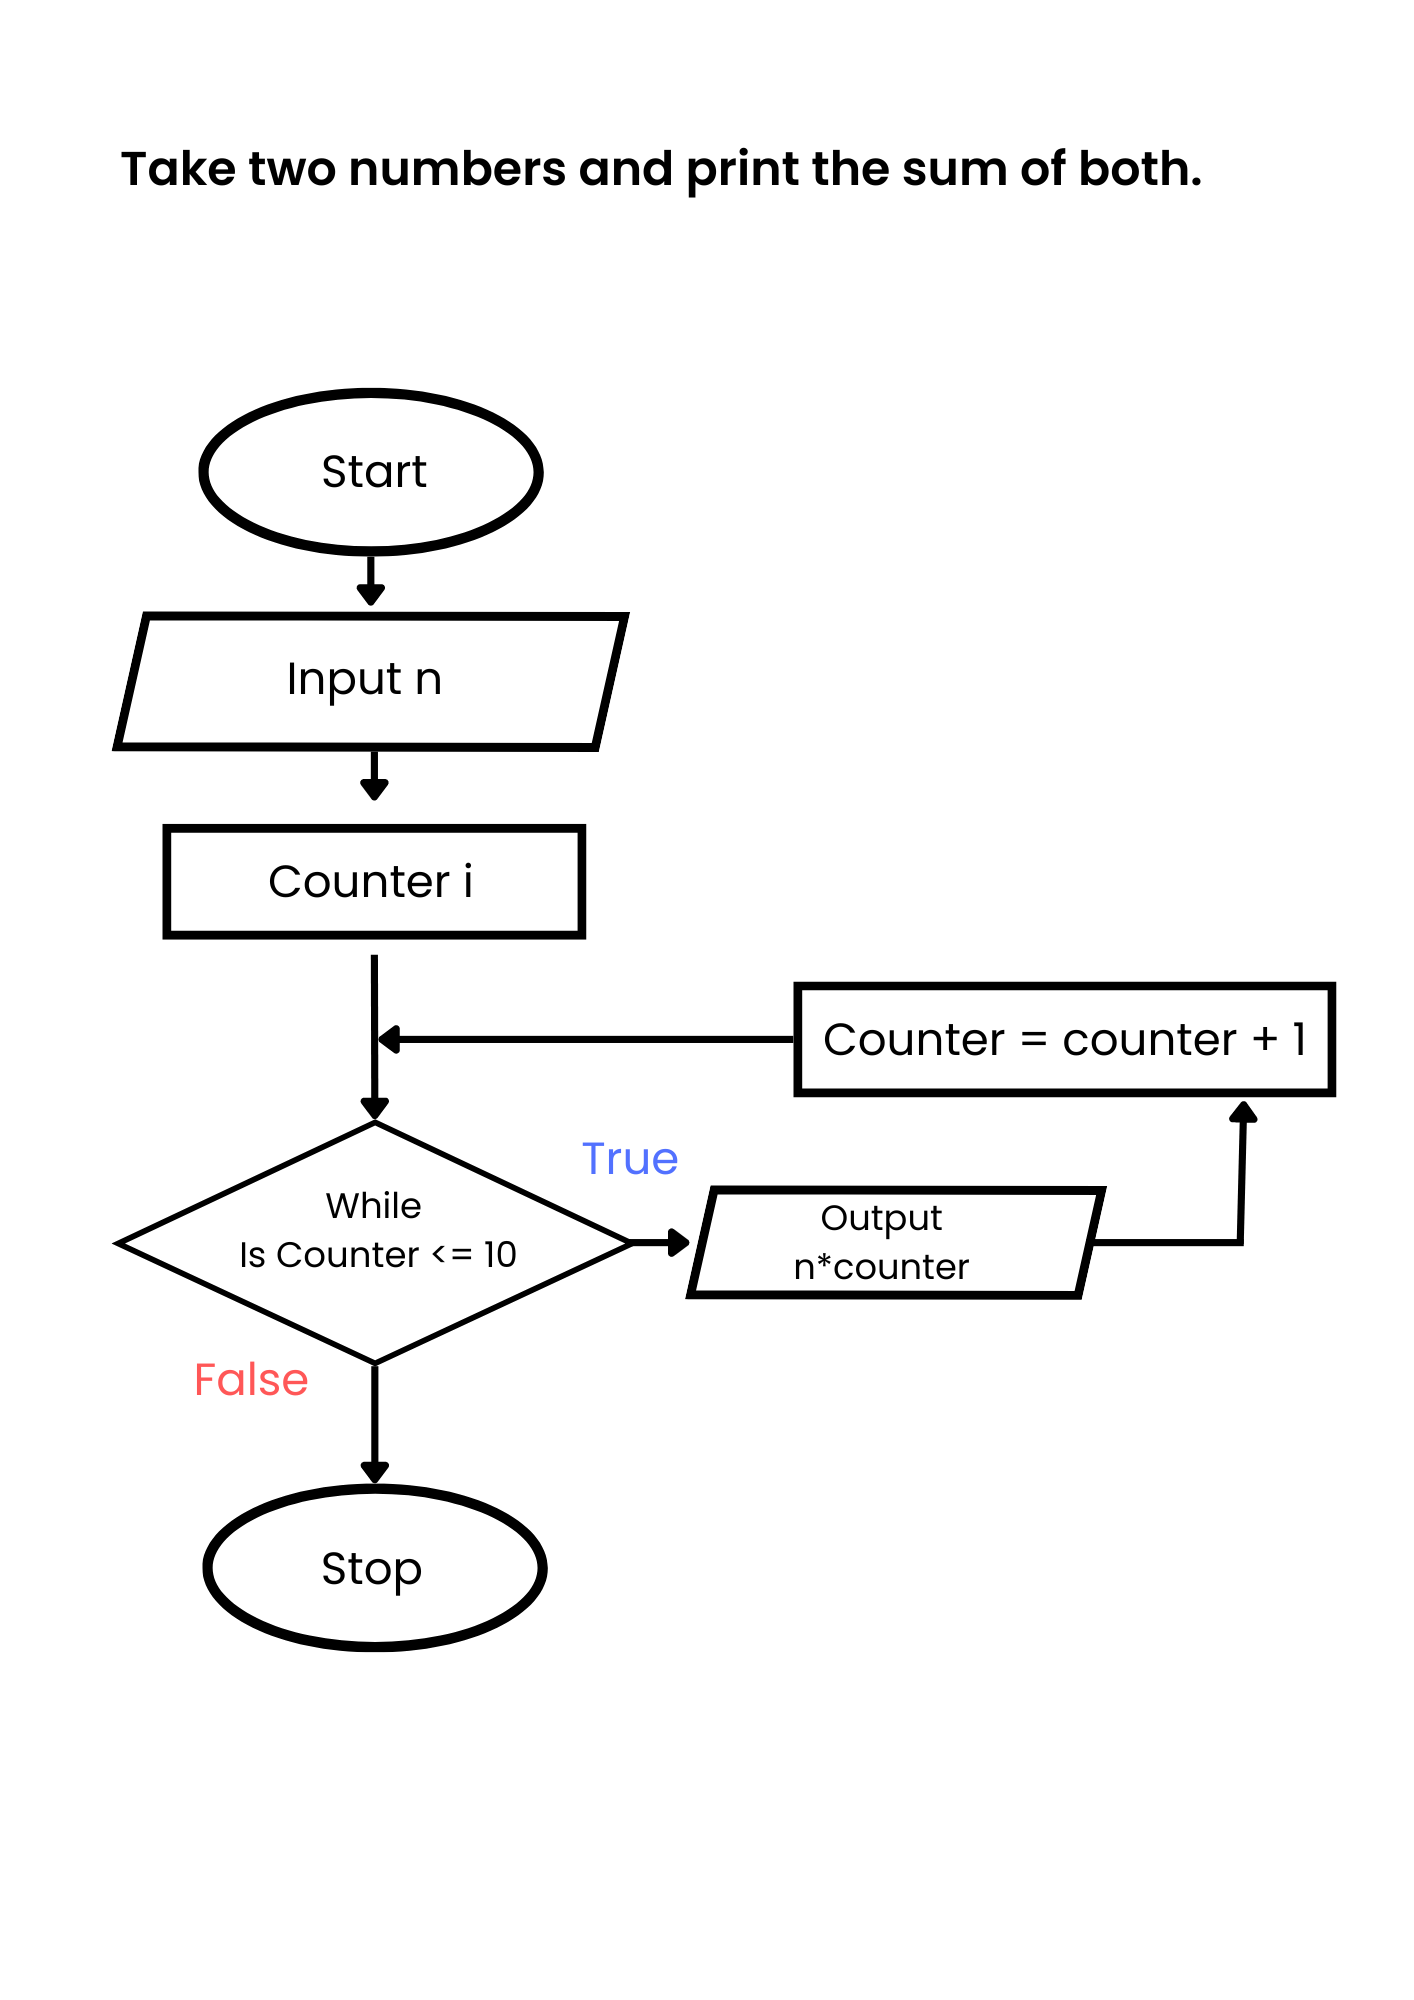 Take two numbers and print the sum of both.
Start
Input n
Counter i
Counter = counter + 1
True
While
Is Counter <= 10
Output
n*counter
False
Stop